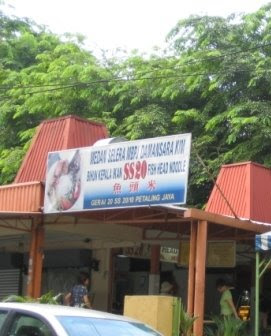 MEDAN SELERA MBPJ DAMANSARA KIM
BIHUN KEPALA IKAN SS20 FISH HEAD NOODLE
魚頭米
GERAI 20 SS 20/10 PETALING JAYA